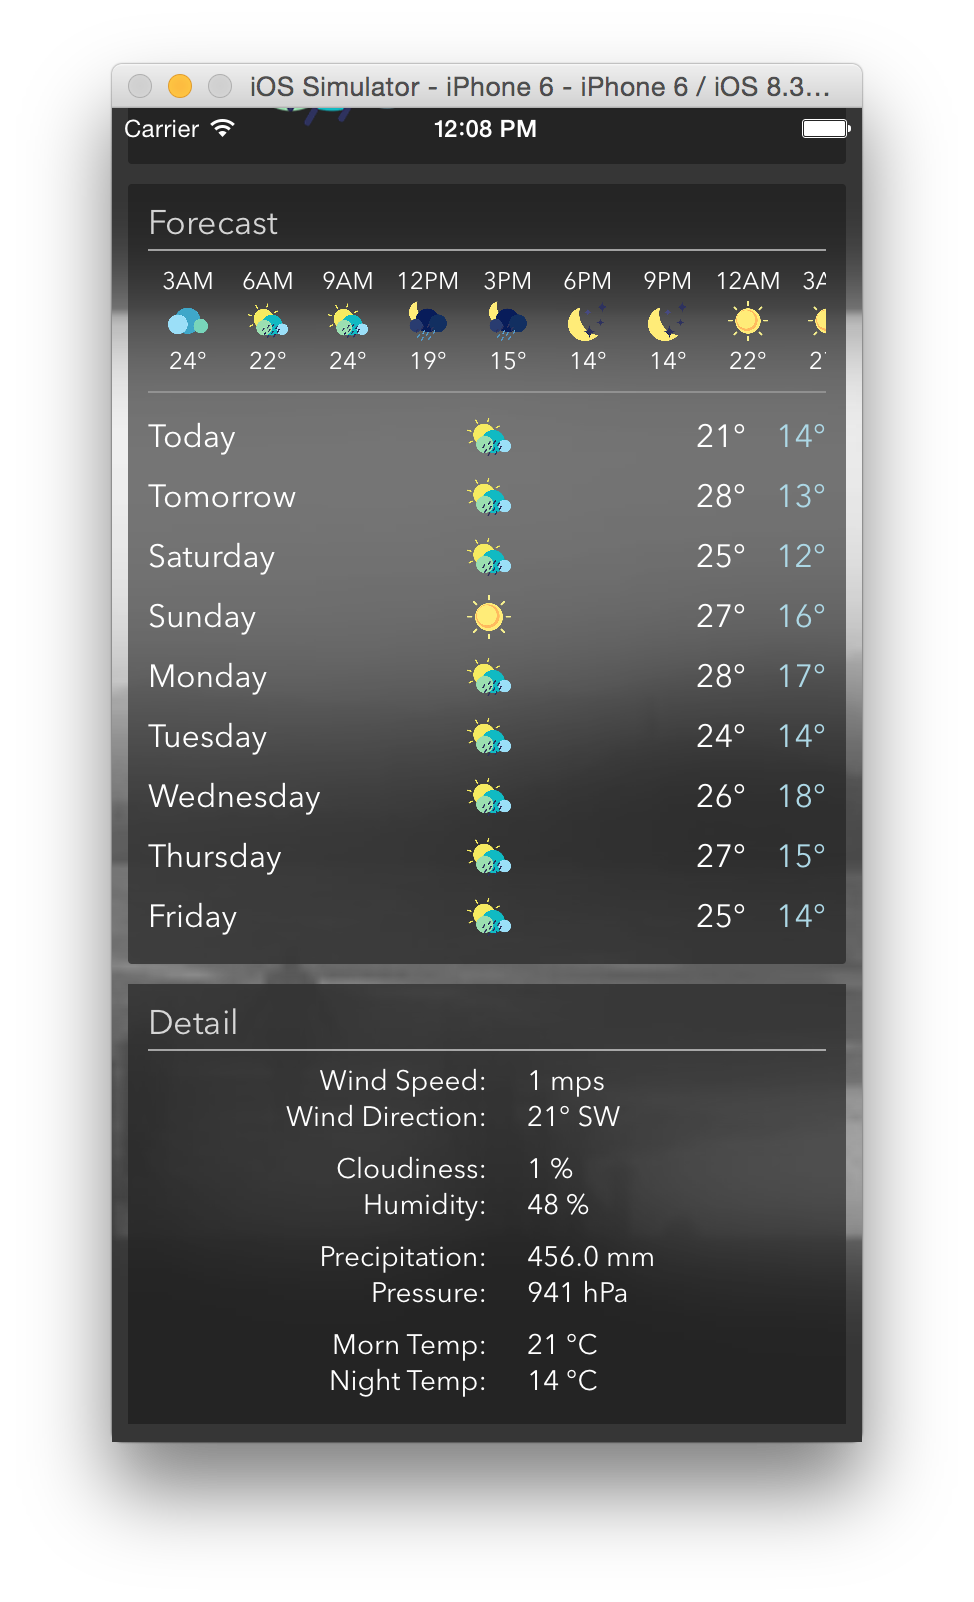 iOS Simulator - iPhone 6 - iPhone 6 / iOS 8.3...
Carrier 12:08 PM
Forecast
3AM 6AM 9AM 12PM 3PM 6PM 9PM 12AM 3A
24° 22° 24° 19° 15° 14° 14° 22° 2
Today 21° 14°
Tomorrow 28° 13°
Saturday 25° 12°
Sunday 27° 16°
Monday 28° 17°
Tuesday 24° 14°
Wednesday 26° 18°
Thursday 27° 15°
Friday 25° 14°
Detail
Wind Speed: 1 mps
Wind Direction: 21° SW
Cloudiness: 1 %
Humidity: 48 %
Precipitation: 456.0 mm
Pressure: 941 hPa
Morn Temp: 21 °C
Night Temp: 14 °C